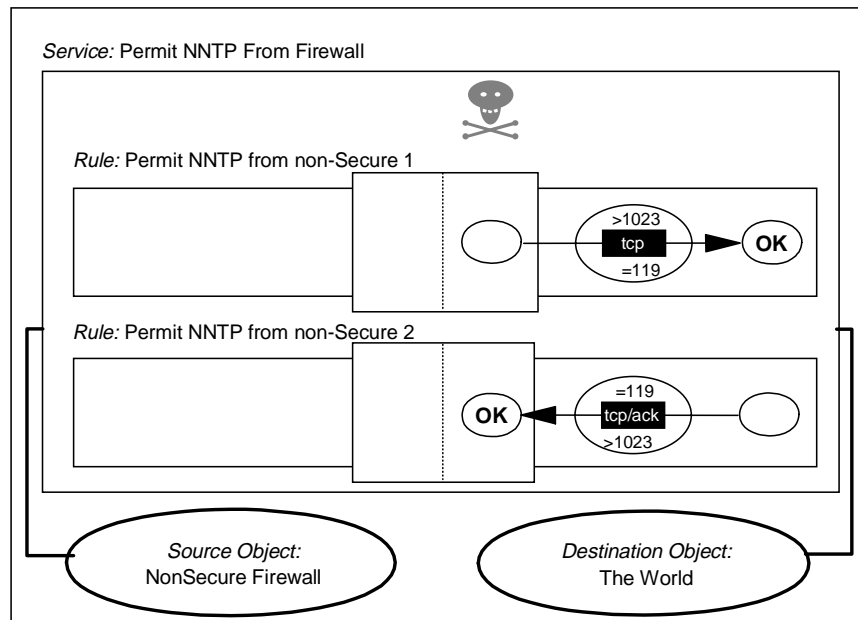 Service: Permit NNTP From Firewall
Rule: Permit NNTP from non-Secure 1
>1023
tcp
=119
OK
Rule: Permit NNTP from non-Secure 2
OK
=119
tcp/ack
>1023
Source Object:
NonSecure Firewall
Destination Object:
The World